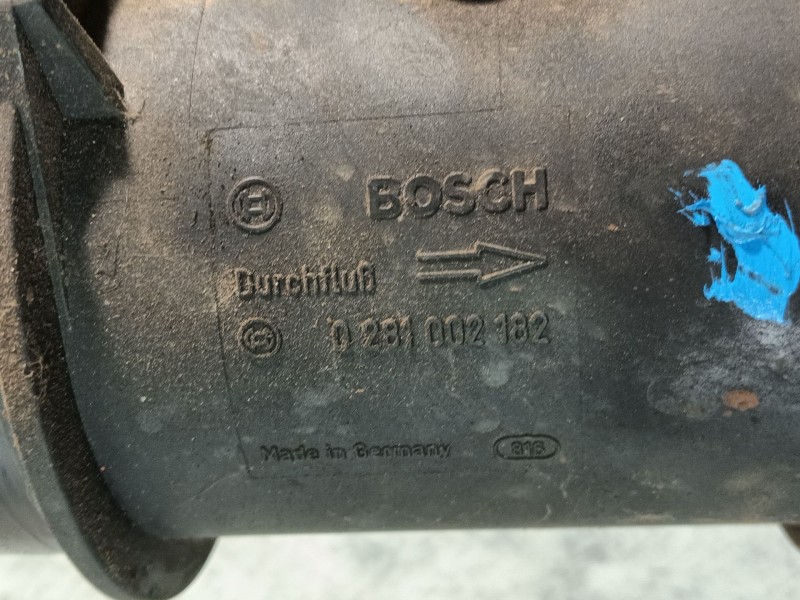 BOSCH
Durchfluß
0 281 002 182
Made in Germany 816